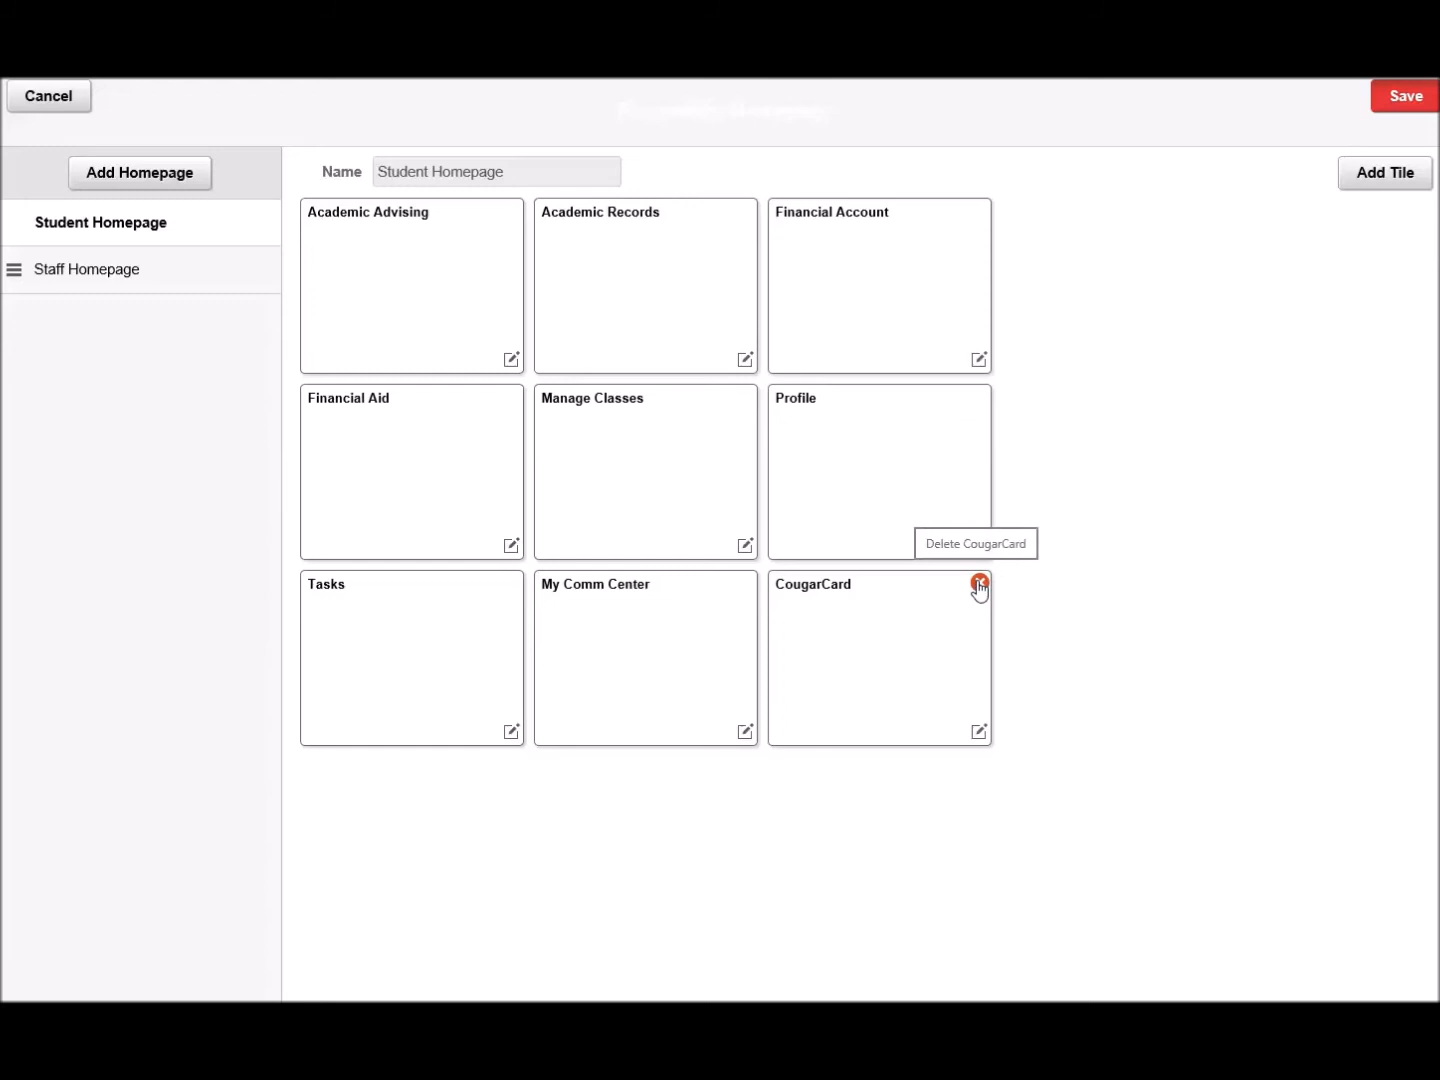 Cancel
Save
Add Homepage
Name
Student Homepage
Add Tile
Student Homepage
Staff Homepage
Academic Advising
Academic Records
Financial Account
Financial Aid
Manage Classes
Profile
Delete CougarCard
Tasks
My Comm Center
CougarCard